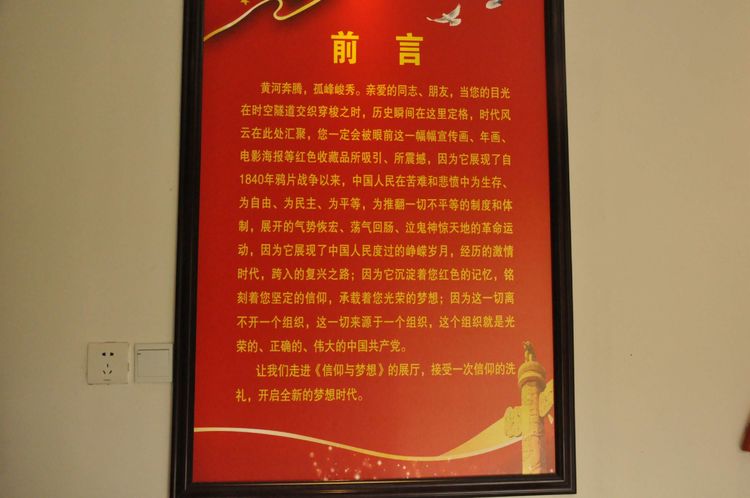 前言
黄河奔腾，孤峰峻秀。亲爱的同志、朋友，当您的目光
在时空隧道交织穿梭之时，历史瞬间在这里定格，时代风
云在此处汇聚，您一定会被眼前这一幅幅宣传画、年画、
电影海报等红色收藏品所吸引、所震撼，因为它展现了自
1840年鸦片战争以来，中国人民在苦难和悲愤中为生存、
为自由、为民主、为平等，为推翻一切不平等的制度和体
制，展开的气势恢宏、荡气回肠、泣鬼神惊天地的革命运
动，因为它展现了中国人民度过的峥嵘岁月，经历的激情
时代，跨入的复兴之路；因为它沉淀着您红色的记忆，铭
刻着您坚定的信仰，承载着您光荣的梦想；因为这一切离
不开一个组织，这一切来源于一个组织，这个组织就是光
荣的、正确的、伟大的中国共产党。
让我们走进《信仰与梦想》的展厅，接受一次信仰的洗
礼，开启全新的梦想时代。